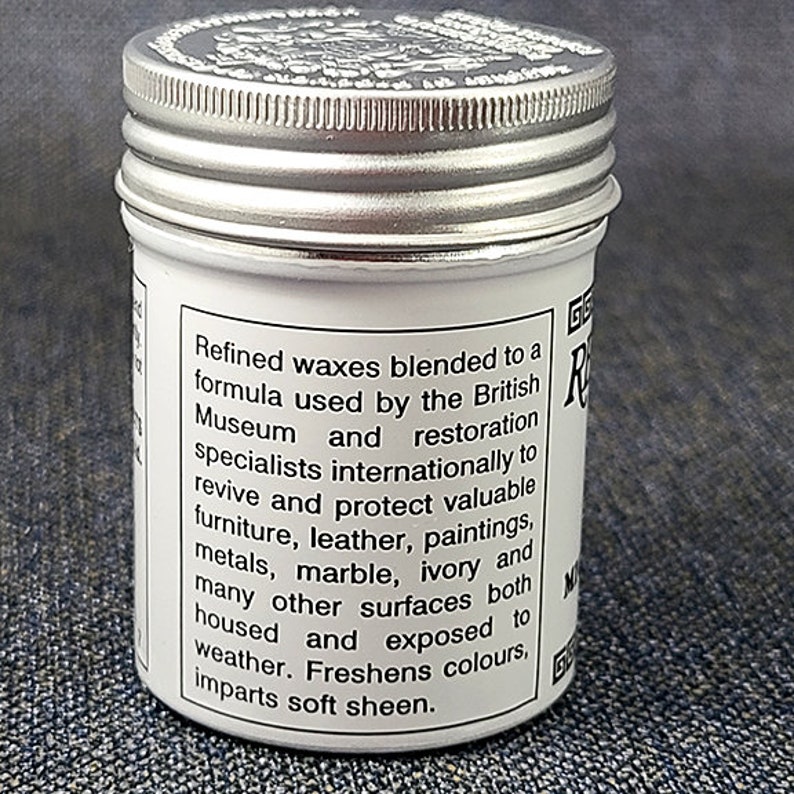 Refined waxes blended to a
formula used by the British
Museum and restoration
specialists internationally to
revive and protect valuable
furniture, leather, paintings,
metals, marble, ivory and
many other surfaces both
housed and exposed to
weather. Freshens colours,
imparts soft sheen.